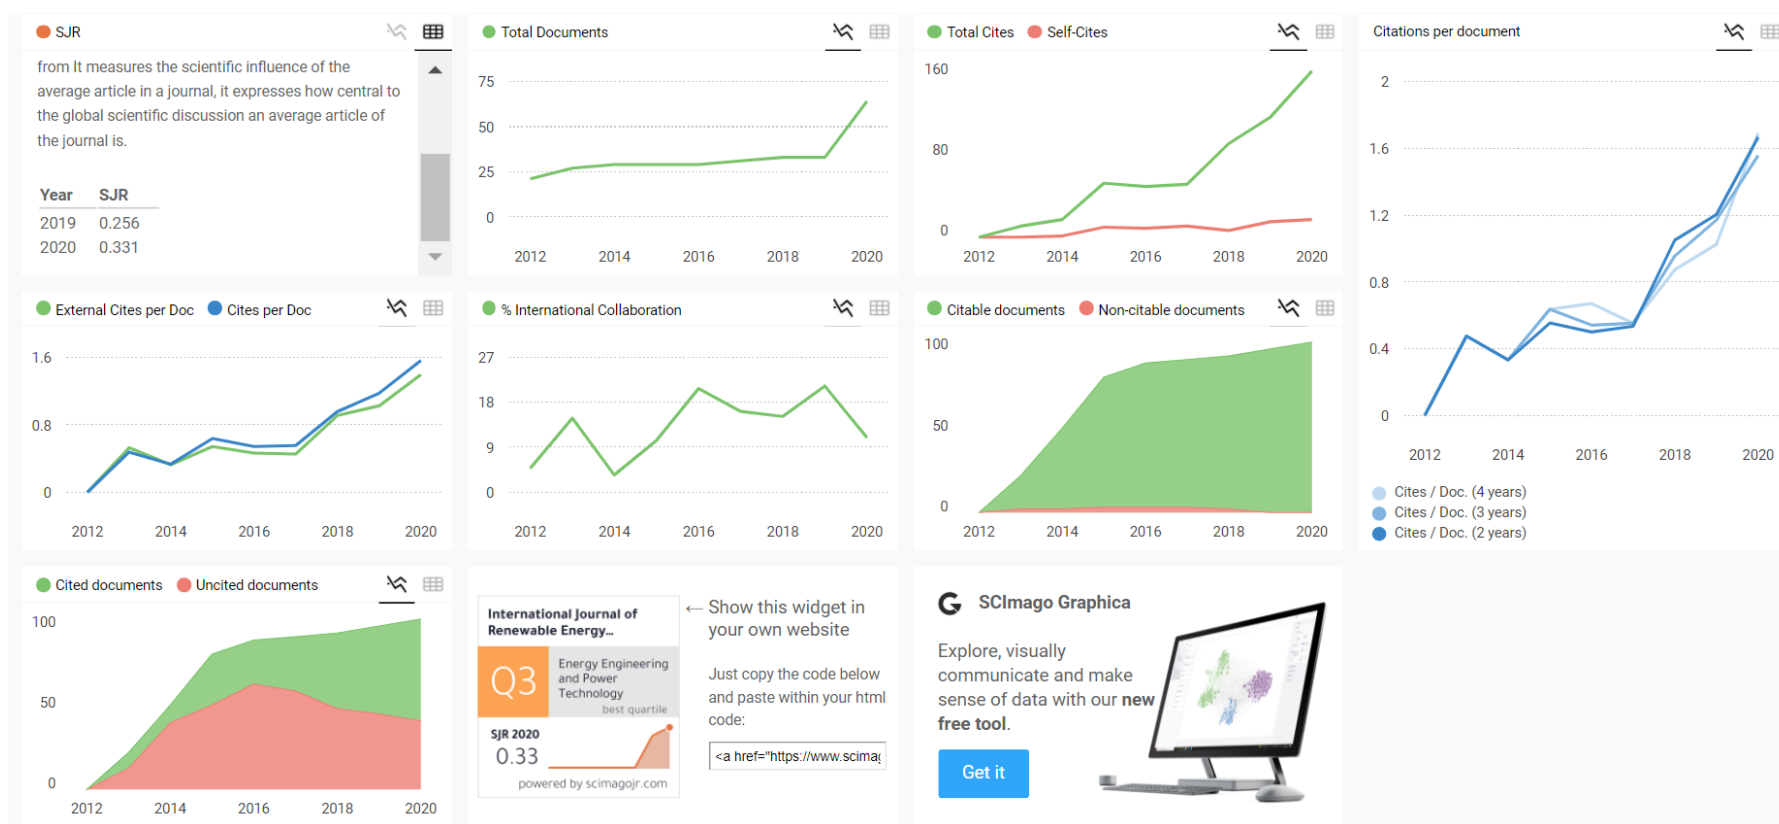 SJR
from It measures the scientific influence of the
average article in a journal, it expresses how central to
the global scientific discussion an average article of
the journal is.
Year SJR
2019 0.256
2020 0.331
Total Documents
75
50
25
0
2012 2014 2016 2018 2020
Total Cites Self-Cites
160
80
0
2012 2014 2016 2018 2020
Citations per document
2
1.6
1.2
0.8
0.4
0
2012 2014 2016 2018 2020
Cites / Doc. (4 years)
Cites / Doc. (3 years)
Cites / Doc. (2 years)
External Cites per Doc Cites per Doc
1.6
0.8
0
2012 2014 2016 2018 2020
% International Collaboration
27
18
9
0
2012 2014 2016 2018 2020
Citable documents Non-citable documents
100
50
0
2012 2014 2016 2018 2020
Cited documents Uncited documents
100
50
0
2012 2014 2016 2018 2020
International Journal of
Renewable Energy...
Q3
Energy Engineering
and Power
Technology
best quartile
SJR 2020
0.33
powered by scimagojr.com
← Show this widget in
your own website
Just copy the code below
and paste within your html
code:
<a href="https://www.scimag
SCImago Graphica
Explore, visually
communicate and make
sense of data with our new
free tool.
Get it